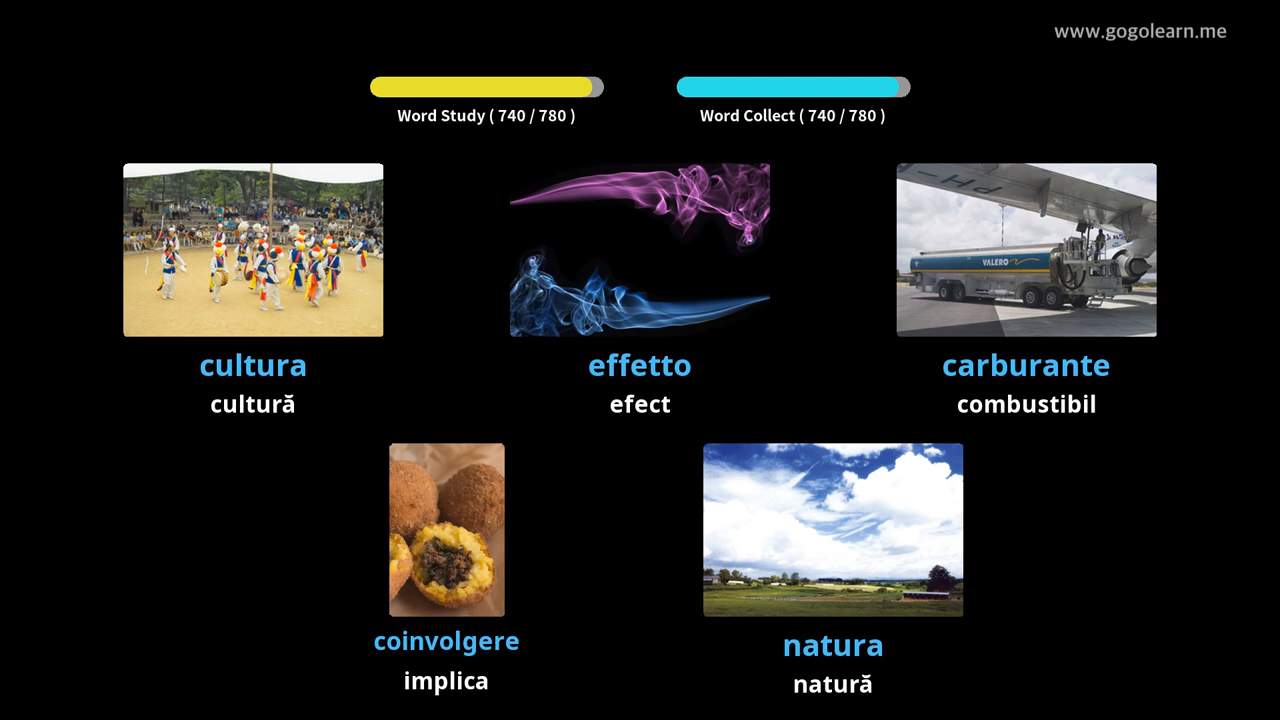 www.gogolearn.me
Word Study ( 740 / 780 )
Word Collect ( 740 / 780 )
PH-
VALERO
cultura
cultură
effetto
efect
carburante
combustibil
coinvolgere
implica
natura
natură